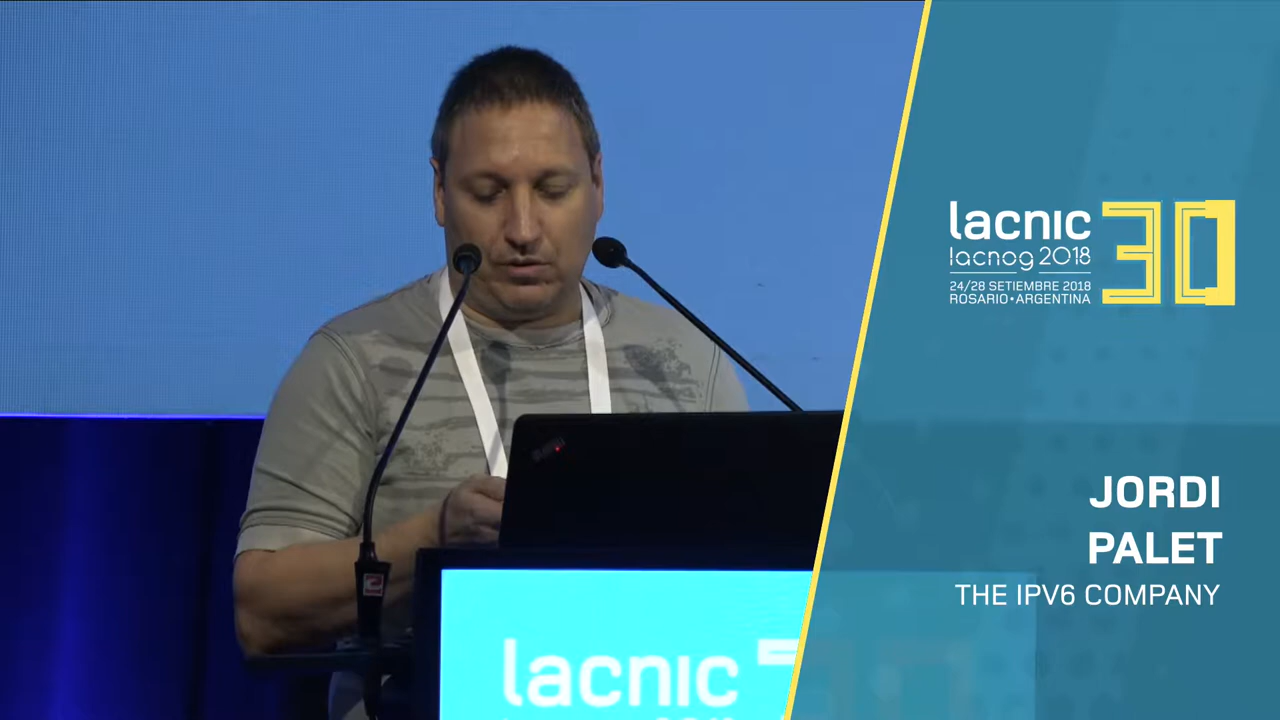 lacnic 30
lacnog 2018
24/28 SETIEMBRE 2018
ROSARIO•ARGENTINA
JORDI
PALET
THE IPV6 COMPANY
lacnic